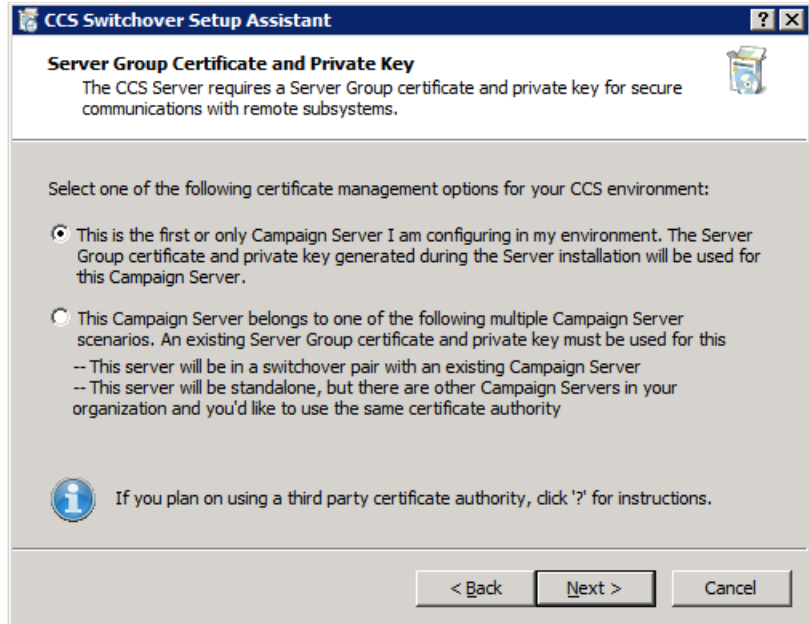 CCS Switchover Setup Assistant
Server Group Certificate and Private Key
The CCS Server requires a Server Group certificate and private key for secure
communications with remote subsystems.
Select one of the following certificate management options for your CCS environment:
This is the first or only Campaign Server I am configuring in my environment. The Server
Group certificate and private key generated during the Server installation will be used for
this Campaign Server.
This Campaign Server belongs to one of the following multiple Campaign Server
scenarios. An existing Server Group certificate and private key must be used for this
-- This server will be in a switchover pair with an existing Campaign Server
-- This server will be standalone, but there are other Campaign Servers in your
organization and you'd like to use the same certificate authority
If you plan on using a third party certificate authority, click '?' for instructions.
< Back Next > Cancel